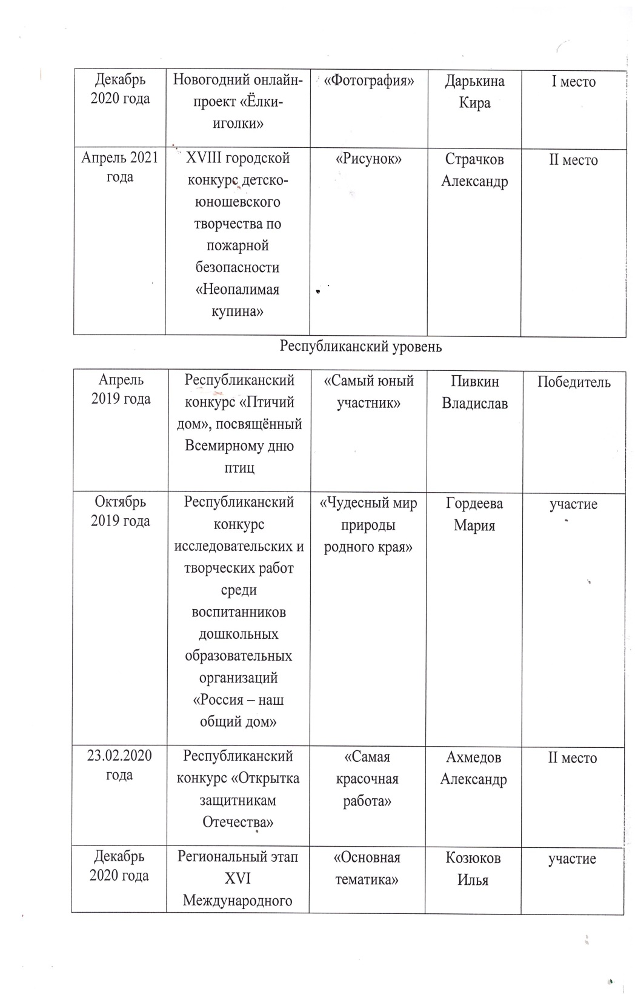 Декабрь
2020 года
Новогодний онлайн-
проект «Ёлки-
иголки»
«Фотография»
Дарькина
Кира
I место
Апрель 2021
года
XVIII городской
конкурс детско-
юношевского
творчества по
пожарной
безопасности
«Неопалимая
купина»
«Рисунок»
Страчков
Александр
II место
Республиканский уровень
Апрель
2019 года
Республиканский
конкурс «Птичий
дом», посвящённый
Всемирному дню
птиц
«Самый юный
участник»
Пивкин
Владислав
Победитель
Октябрь
2019 года
Республиканский
конкурс
исследовательских и
творческих работ
среди
воспитанников
дошкольных
образовательных
организаций
«Россия – наш
общий дом»
«Чудесный мир
природы
родного края»
Гордеева
Мария
участие
23.02.2020
года
Республиканский
конкурс «Открытка
защитникам
Отечества»
«Самая
красочная
работа»
Ахмедов
Александр
II место
Декабрь
2020 года
Региональный этап
XVI
Международного
«Основная
тематика»
Козюков
Илья
участие